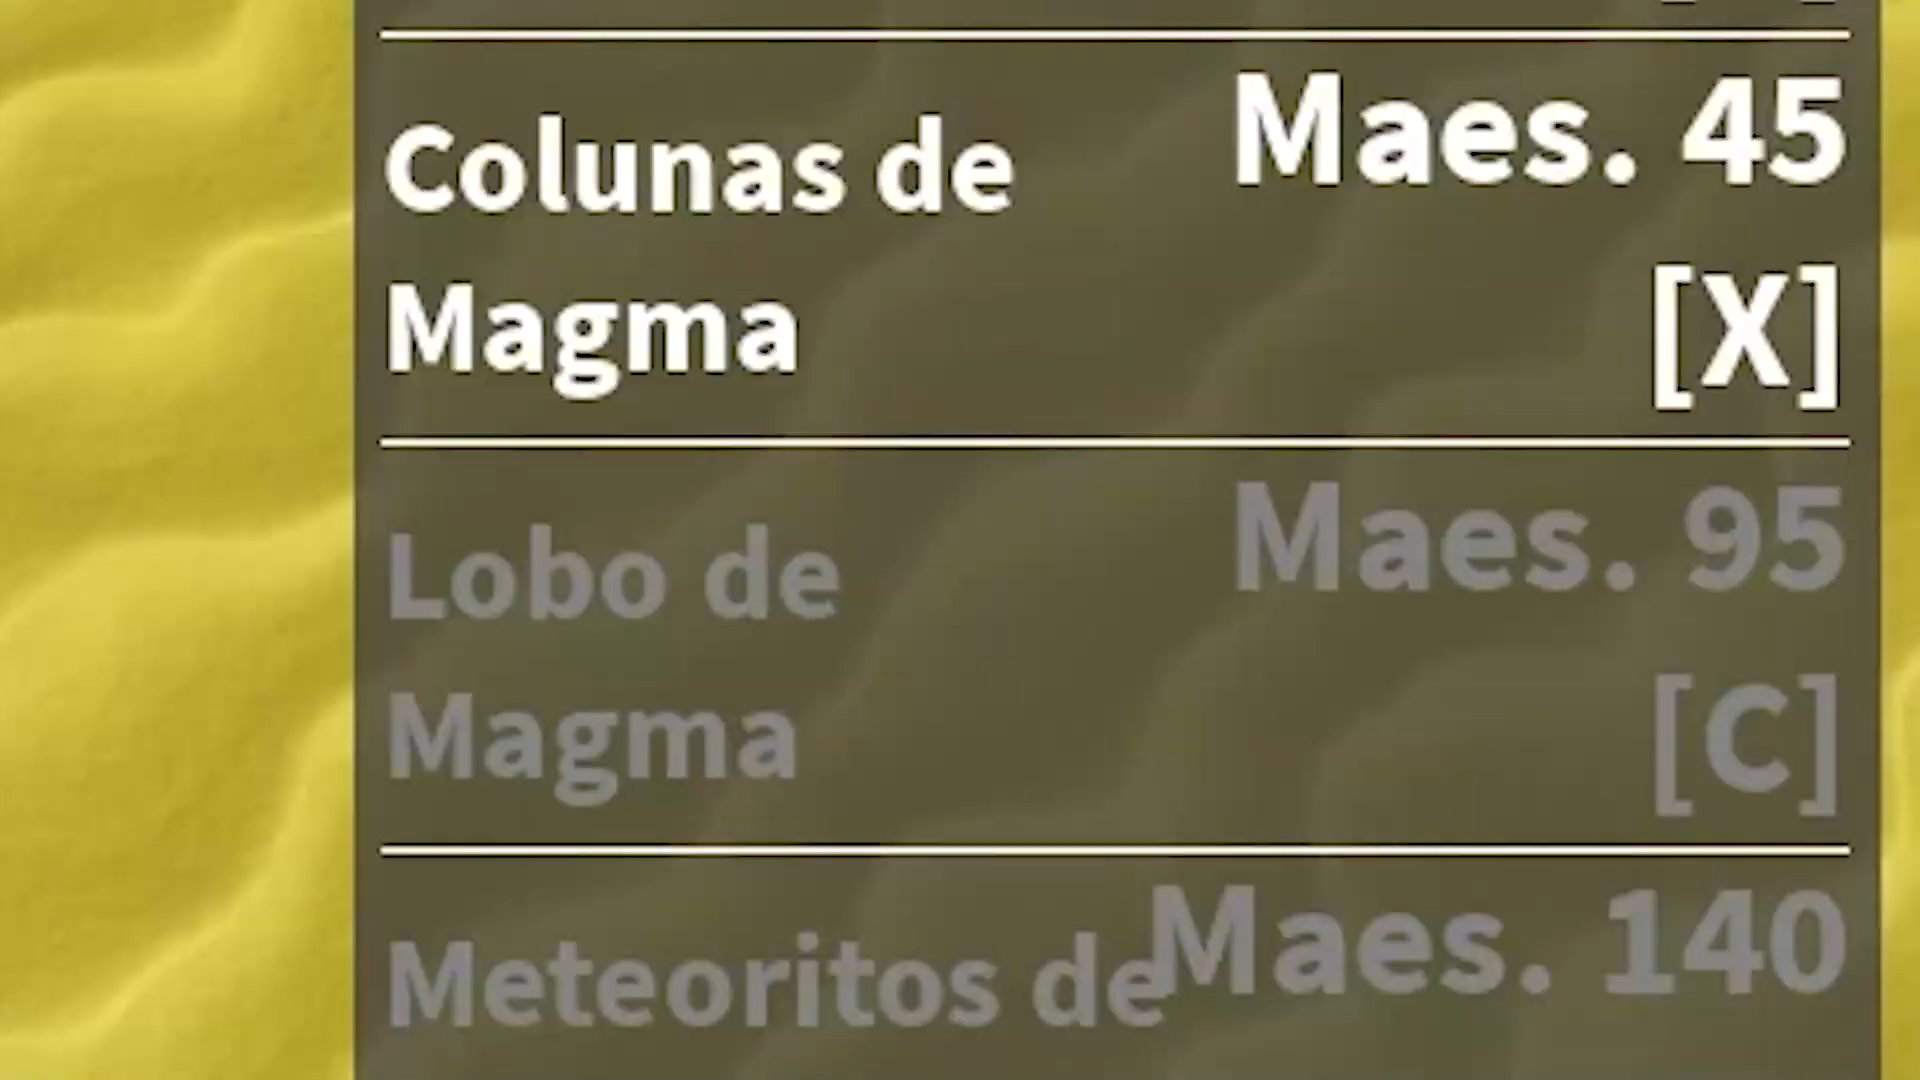 Colunas de Maes. 45
Magma [X]
Lobo de Maes. 95
Magma [C]
Meteoritos de Maes. 140